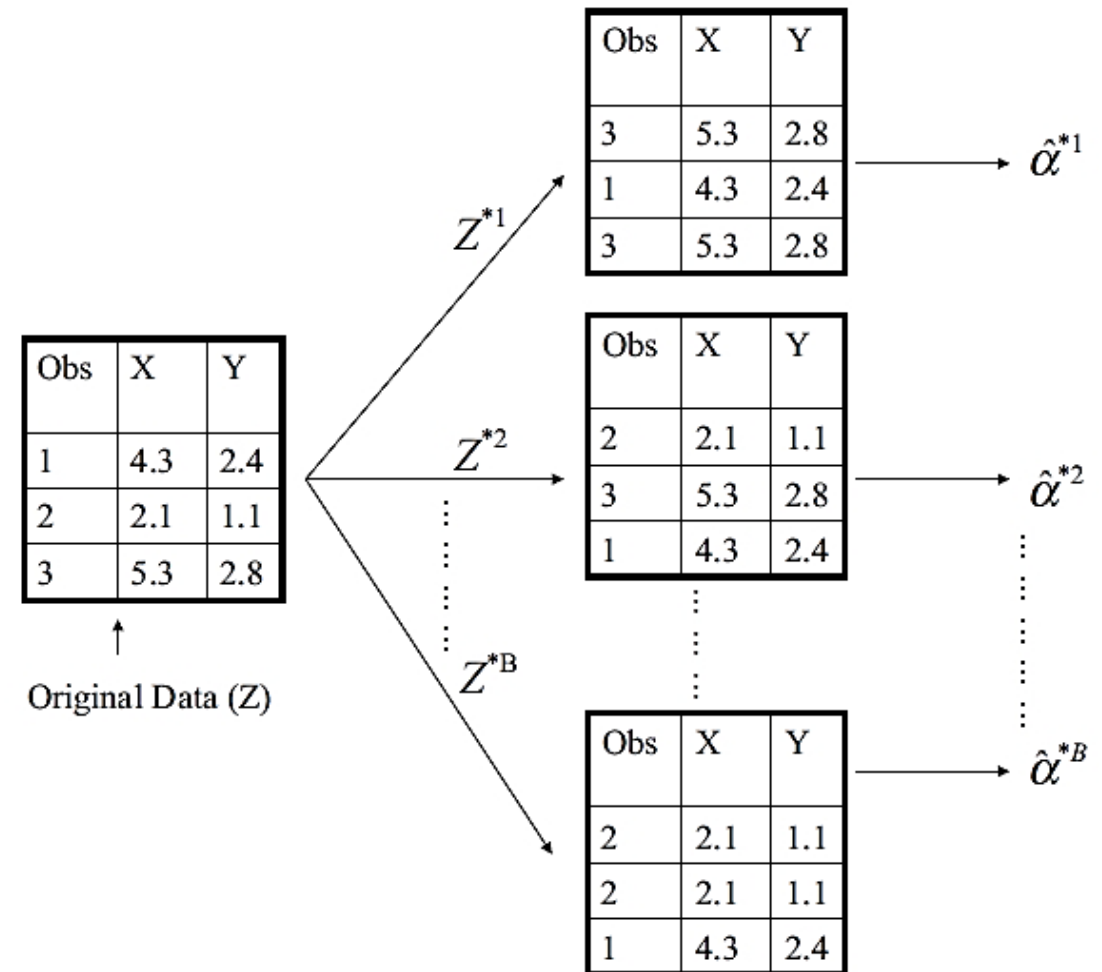 Original Data (Z)
Obs X Y
1 4.3 2.4
2 2.1 1.1
3 5.3 2.8
Z*1
Obs X Y
3 5.3 2.8
1 4.3 2.4
3 5.3 2.8
α̂*1
Z*2
Obs X Y
2 2.1 1.1
3 5.3 2.8
1 4.3 2.4
α̂*2
Z*B
Obs X Y
2 2.1 1.1
2 2.1 1.1
1 4.3 2.4
α̂*B